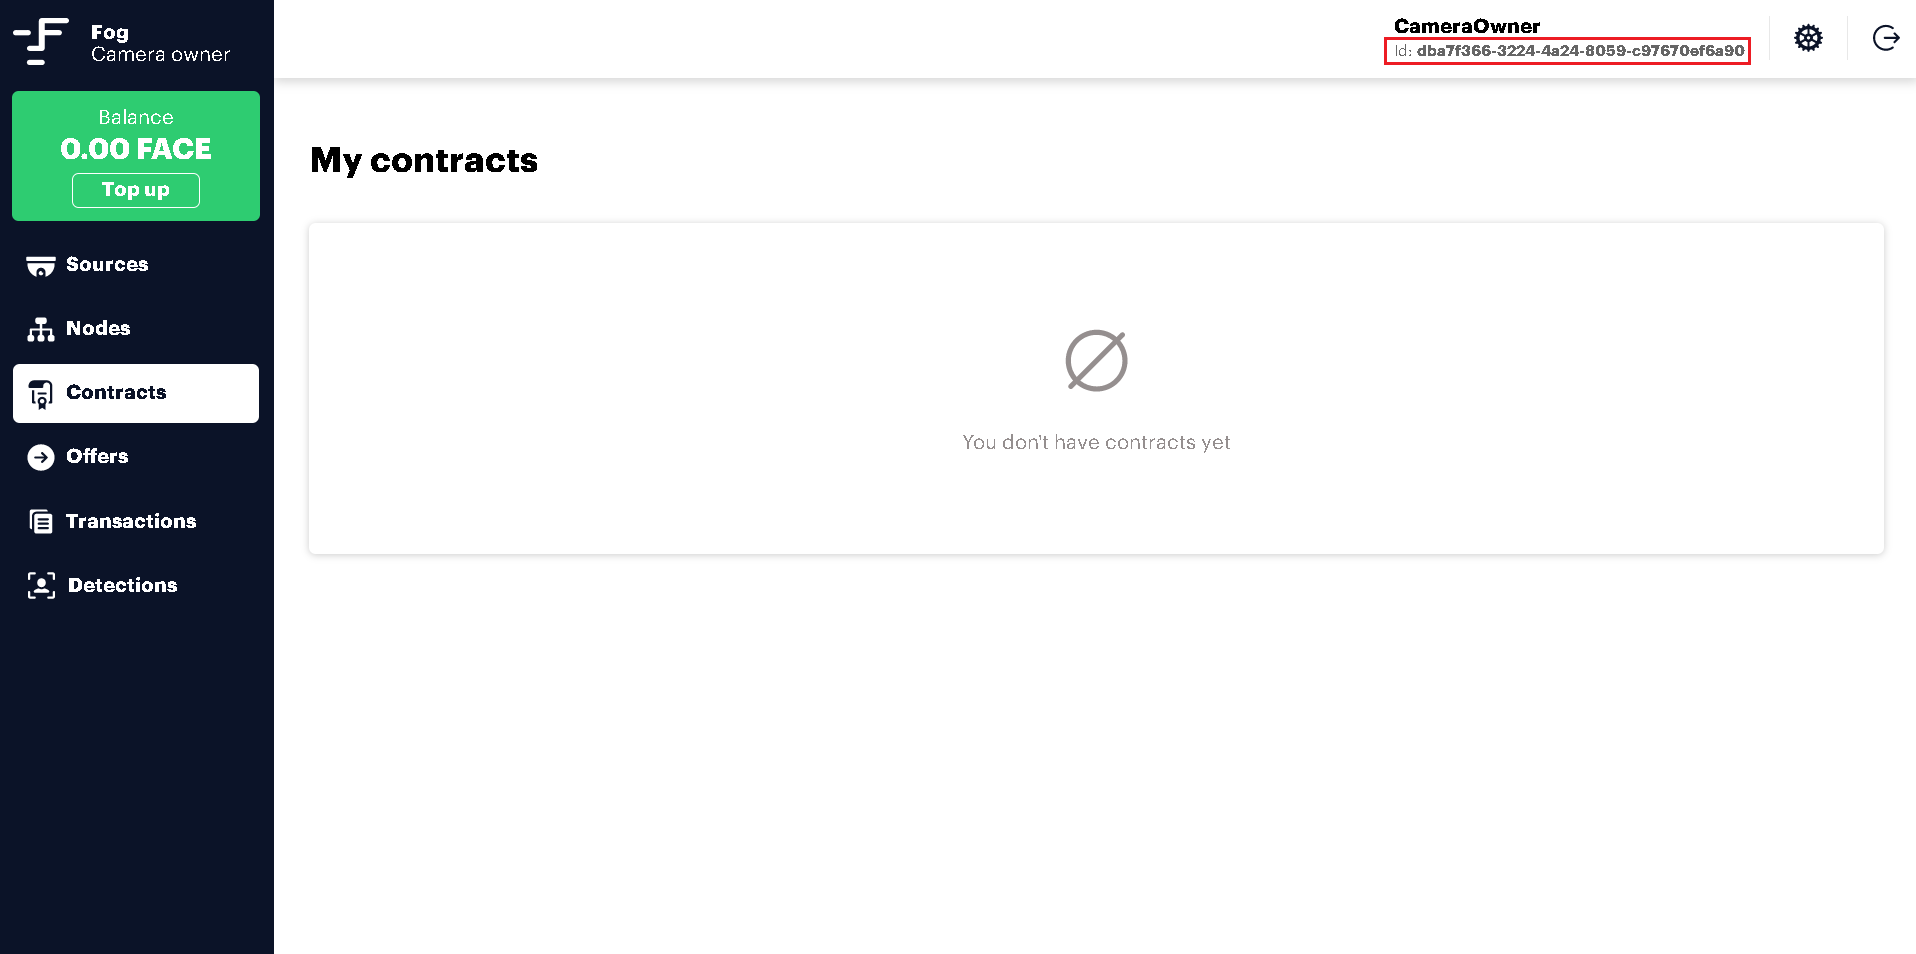 Fog
Camera owner
CameraOwner
Id: dba7f366-3224-4a24-8059-c97670ef6a90
Balance
0.00 FACE
Top up
Sources
Nodes
Contracts
Offers
Transactions
Detections
My contracts
You don't have contracts yet